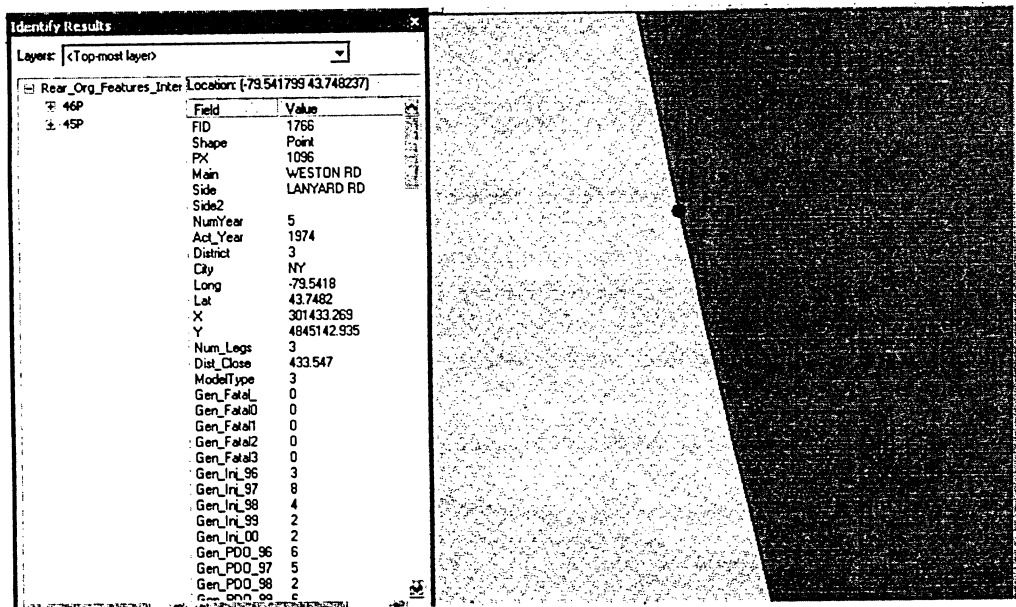 Identify Results
Layers: <Top-most layer>
Rear_Org_Features_Inter
46P
45P
Location: (-79.541799 43.748237)
Field Value
FID 1766
Shape Point
PX 1096
Main WESTON RD
Side LANYARD RD
Side2
NumYear 5
Act_Year 1974
District 3
City NY
Long -79.5418
Lat 43.7482
X 301433.269
Y 4845142.935
Num_Legs 3
Dist_Close 433.547
ModelType 3
Gen_Fatal_ 0
Gen_Fatal0 0
Gen_Fatal1 0
Gen_Fatal2 0
Gen_Fatal3 0
Gen_Inj_96 3
Gen_Inj_97 8
Gen_Inj_98 4
Gen_Inj_99 2
Gen_Inj_00 2
Gen_PDO_96 6
Gen_PDO_97 5
Gen_PDO_98 2
Gen_PDO_99